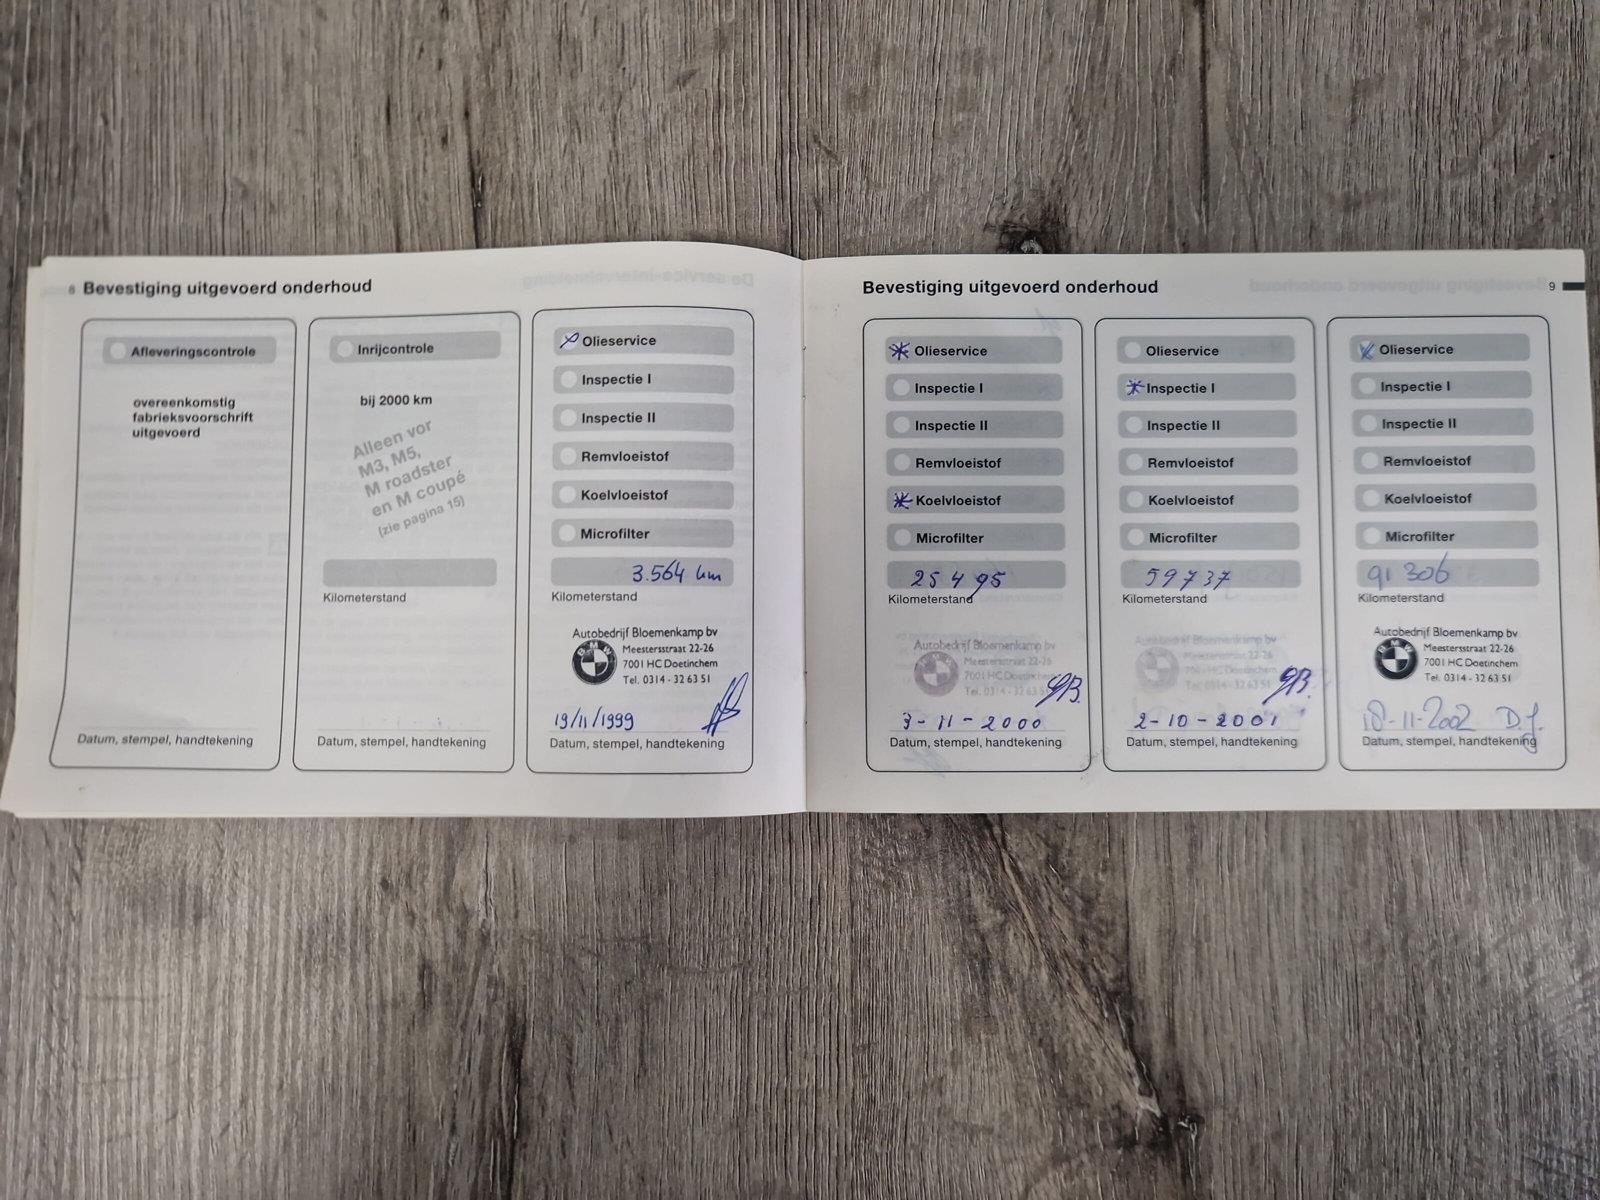 8 Bevestiging uitgevoerd onderhoud
Afleveringscontrole
overeenkomstig
fabrieksvoorschrift
uitgevoerd
Datum, stempel, handtekening
Inrijcontrole
bij 2000 km
Alleen vor
M3, M5,
M roadster
en M coupé
(zie pagina 15)
Kilometerstand
Datum, stempel, handtekening
Olieservice
Inspectie I
Inspectie II
Remvloeistof
Koelvloeistof
Microfilter
3.564 km
Kilometerstand
Autobedrijf Bloemenkamp bv
BMW
Meestersstraat 22-26
7001 HC Doetinchem
Tel. 0314 - 32 63 51
19/11/1999
Datum, stempel, handtekening
Bevestiging uitgevoerd onderhoud 9
Olieservice
Inspectie I
Inspectie II
Remvloeistof
Koelvloeistof
Microfilter
25495
Kilometerstand
Autobedrijf Bloemenkamp bv
BMW
Meestersstraat 22-26
7001 HC Doetinchem
Tel. 0314 - 32 63 51
3-11-2000
Datum, stempel, handtekening
Olieservice
Inspectie I
Inspectie II
Remvloeistof
Koelvloeistof
Microfilter
59737
Kilometerstand
Autobedrijf Bloemenkamp bv
Meestersstraat 22-26
7001 HC Doetinchem
Tel. 0314 - 32 63 51
2-10-2001
Datum, stempel, handtekening
Olieservice
Inspectie I
Inspectie II
Remvloeistof
Koelvloeistof
Microfilter
91 306
Kilometerstand
Autobedrijf Bloemenkamp bv
BMW
Meestersstraat 22-26
7001 HC Doetinchem
Tel. 0314 - 32 63 51
18-11-2002 D.J.
Datum, stempel, handtekening